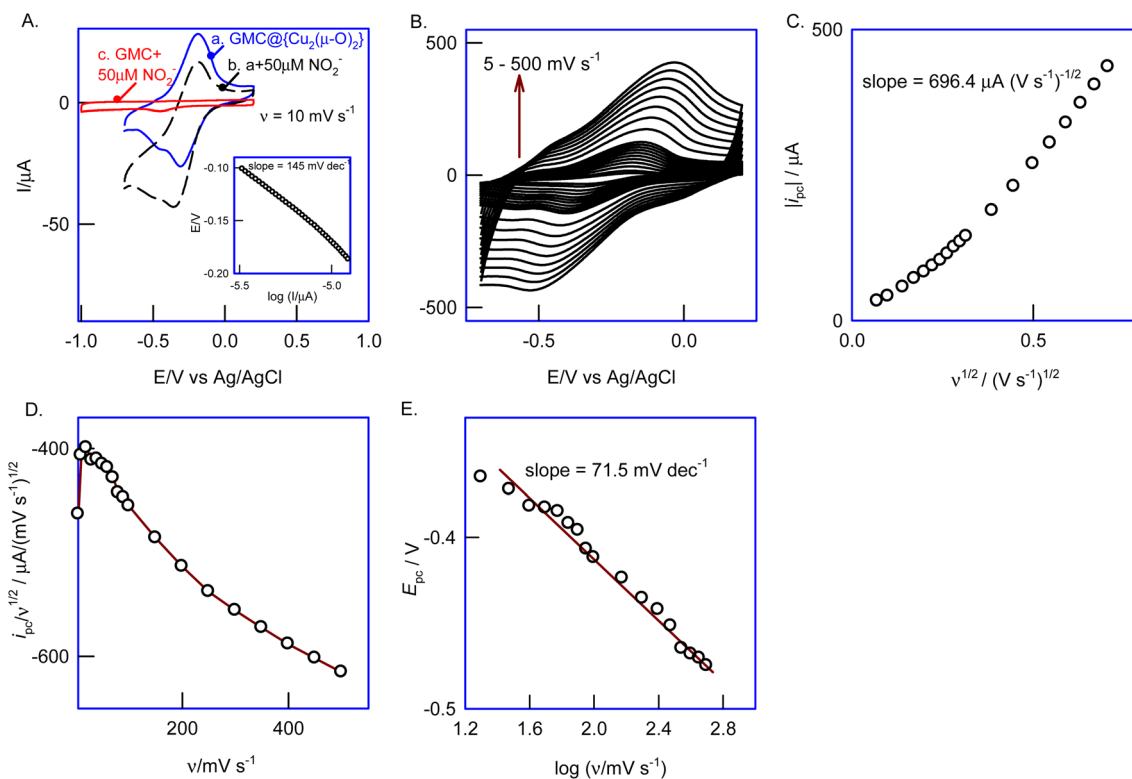 A.
a. GMC@{Cu₂(μ-O)₂}
c. GMC+
50μM NO₂⁻
b. a+50μM NO₂⁻
ν = 10 mV s⁻¹
I/μA
0
-50
-1.0 -0.5 0.0 0.5 1.0
E/V vs Ag/AgCl
slope = 145 mV dec⁻¹
E/V
-0.10
-0.15
-0.20
-5.5 -5.0
log (I/μA)
B.
500
0
-500
5 - 500 mV s⁻¹
-0.5 0.0
E/V vs Ag/AgCl
C.
500
0
slope = 696.4 μA (V s⁻¹)⁻¹/²
|i_pc| / μA
0.0 0.5
ν¹/² / (V s⁻¹)¹/²
D.
-400
-600
i_pc/ν¹/² / μA/(mV s⁻¹)¹/²
200 400
ν/mV s⁻¹
E.
slope = 71.5 mV dec⁻¹
E_pc / V
-0.4
-0.5
1.2 1.6 2.0 2.4 2.8
log (ν/mV s⁻¹)